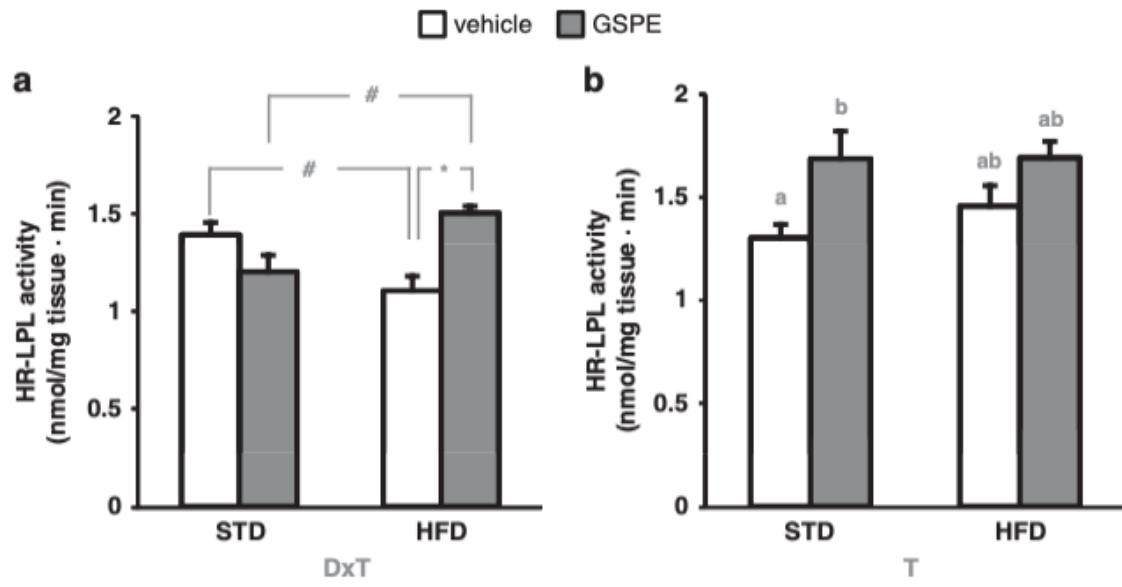 vehicle GSPE
a
HR-LPL activity
(nmol/mg tissue · min)
2
1.5
1
0.5
0
#
#
*
STD HFD
DxT
b
HR-LPL activity
(nmol/mg tissue · min)
2
1.5
1
0.5
0
a
b
ab
ab
STD HFD
T